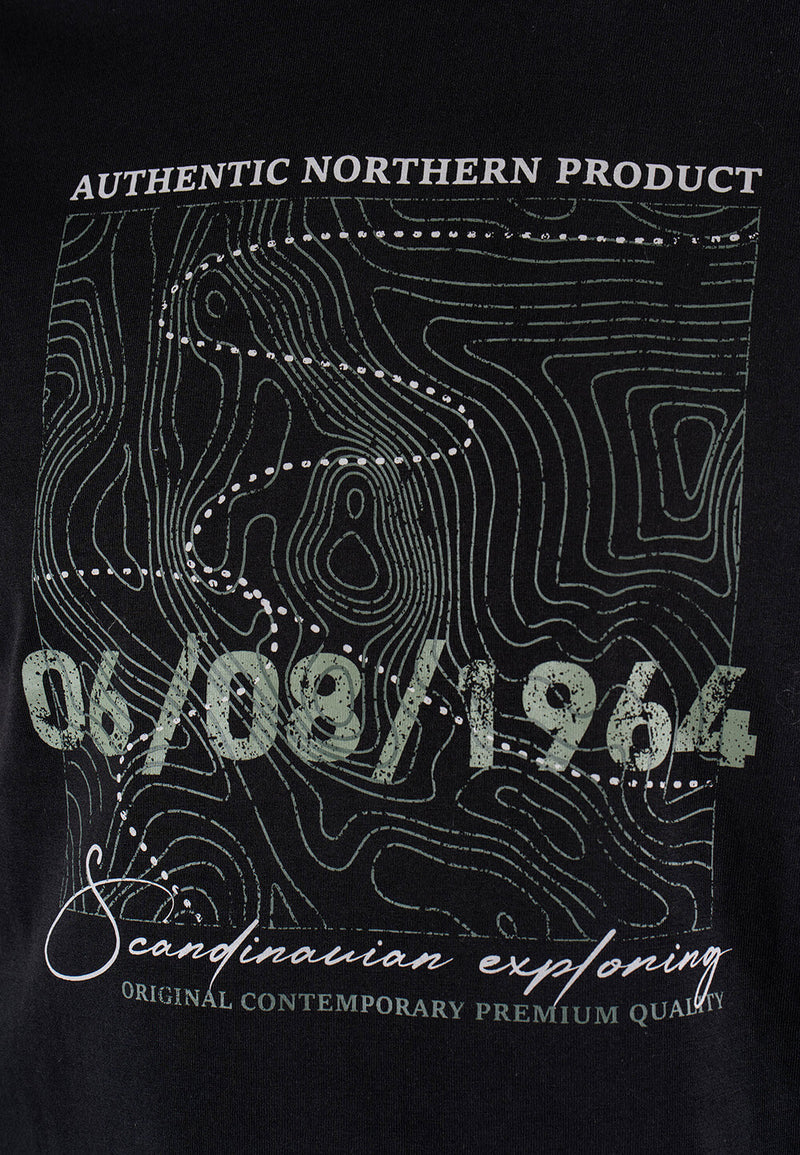 AUTHENTIC NORTHERN PRODUCT
06/08/1964
Scandinavian exploring
ORIGINAL CONTEMPORARY PREMIUM QUALITY